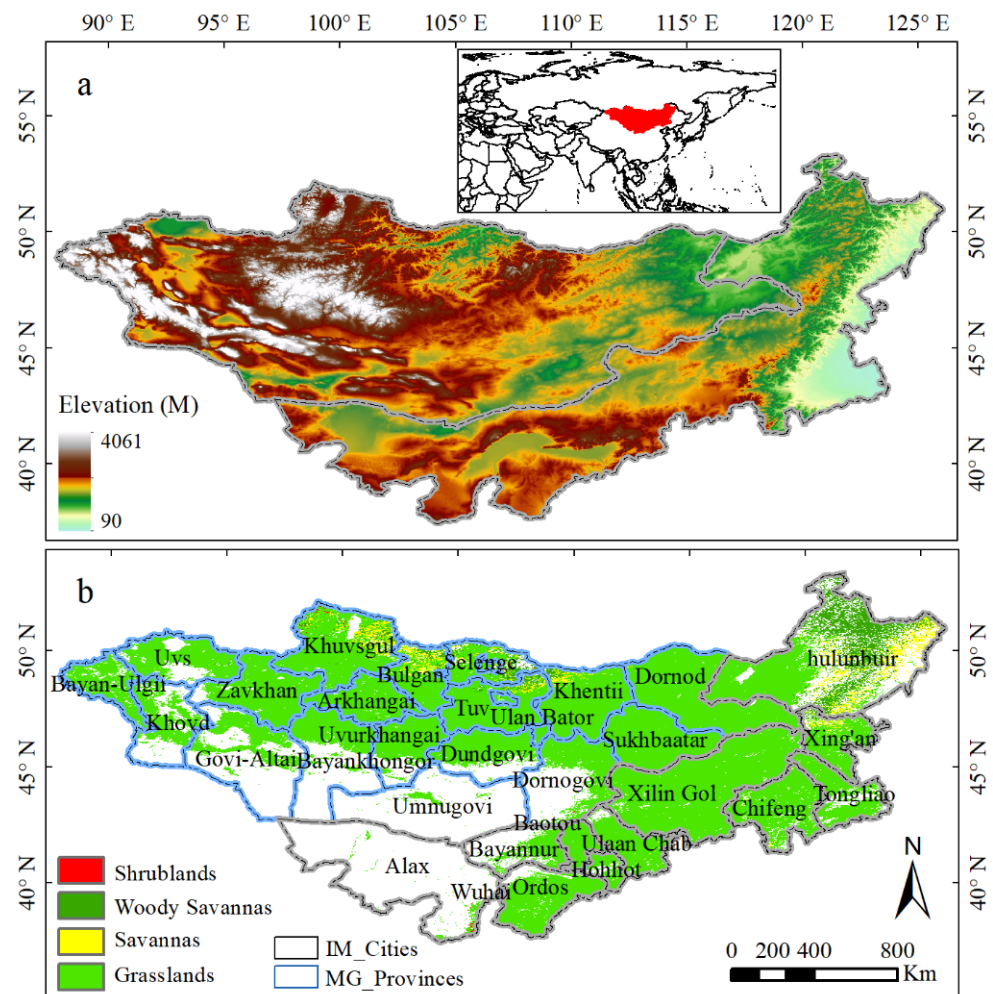 90° E 95° E 100° E 105° E 110° E 115° E 120° E 125° E
a
55° N
50° N
45° N
40° N
55° N
50° N
45° N
40° N
Elevation (M)
4061
90
b
50° N
45° N
40° N
50° N
45° N
40° N
Khuvsgul
Uvs
Selenge
hulunbuir
Bayan-Ulgii
Bulgan
Dornod
Zavkhan
Khentii
Arkhangai
Tuv
Khovd
Ulan Bator
Uvurkhangai
Sukhbaatar
Xing'an
Govi-Altai
Bayankhongor
Dundgovi
Dornogovi
Umnugovi
Xilin Gol
Tongliao
Chifeng
Baotou
Bayannur
Ulaan Chab
Alax
Hohhot
Wuhai
Ordos
Shrublands
Woody Savannas
Savannas
Grasslands
IM_Cities
MG_Provinces
N
0 200 400 800
Km